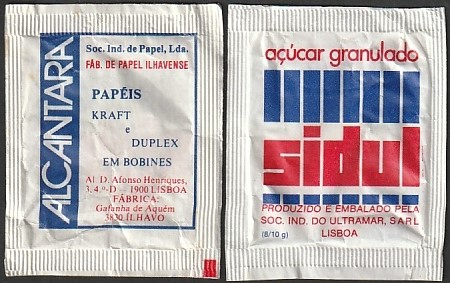 ALCANTARA
Soc. Ind. de Papel, Lda.
FÁB. DE PAPEL ILHAVENSE
PAPÉIS
KRAFT
e
DUPLEX
EM BOBINES
Al. D. Afonso Henriques,
3, 4.º-D – 1900 LISBOA
FÁBRICA:
Gafanha de Aquém
3830 ÍLHAVO
açúcar granulado
sidul
PRODUZIDO E EMBALADO PELA
SOC. IND. DO ULTRAMAR, SARL
(8/10 g) LISBOA